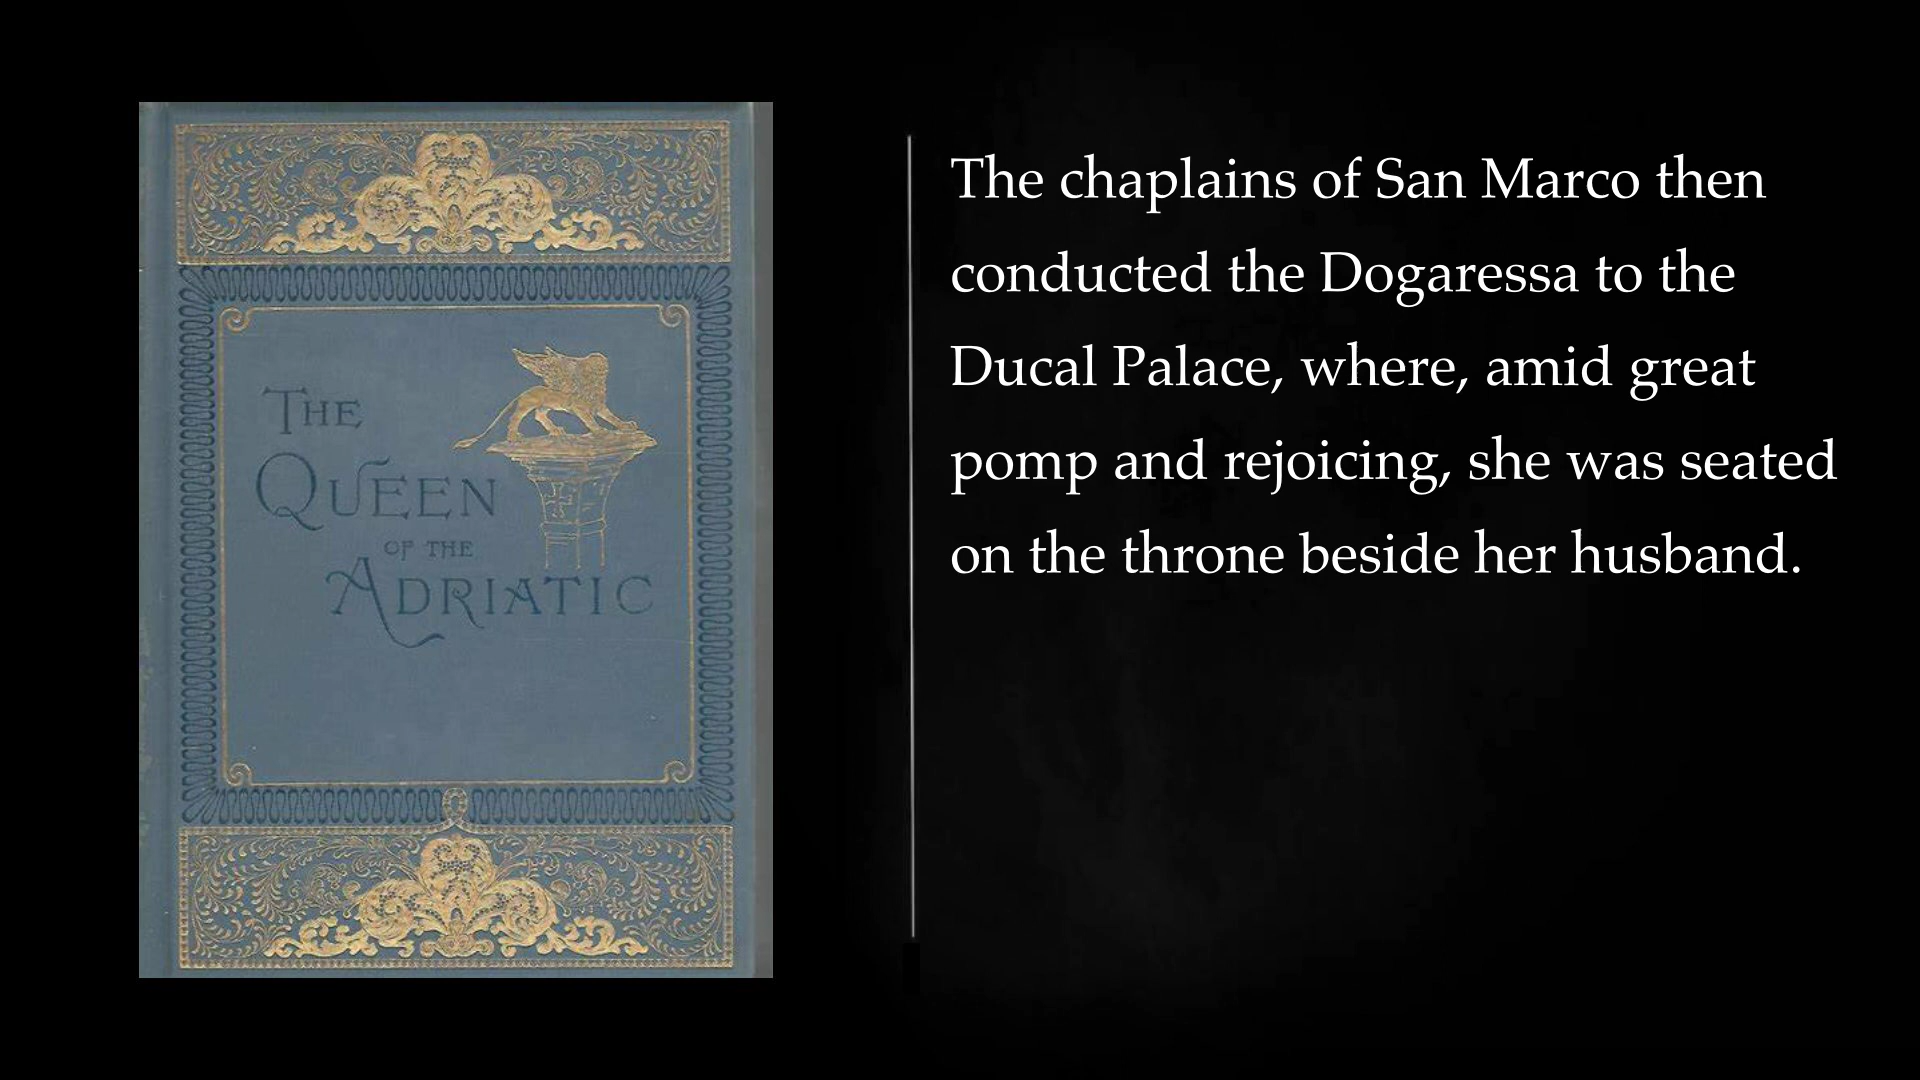 THE
QUEEN
OF THE
ADRIATIC
The chaplains of San Marco then
conducted the Dogaressa to the
Ducal Palace, where, amid great
pomp and rejoicing, she was seated
on the throne beside her husband.